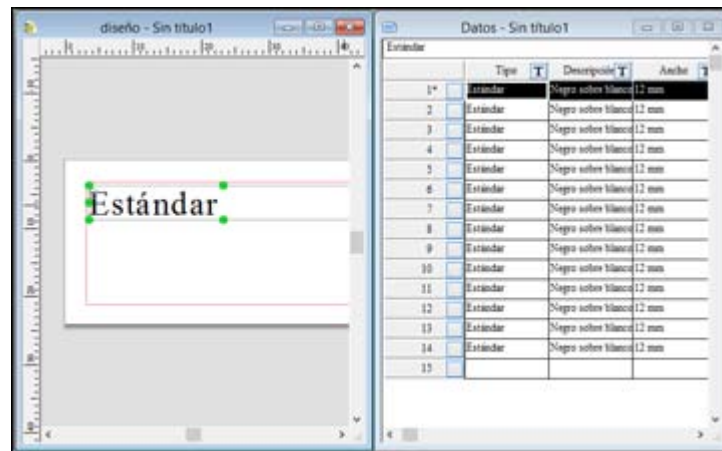 diseño - Sin título1
Estándar
Datos - Sin título1
Estándar
Tipo T Descripción T Ancho T
1* Estándar Negro sobre blanco 12 mm
2 Estándar Negro sobre blanco 12 mm
3 Estándar Negro sobre blanco 12 mm
4 Estándar Negro sobre blanco 12 mm
5 Estándar Negro sobre blanco 12 mm
6 Estándar Negro sobre blanco 12 mm
7 Estándar Negro sobre blanco 12 mm
8 Estándar Negro sobre blanco 12 mm
9 Estándar Negro sobre blanco 12 mm
10 Estándar Negro sobre blanco 12 mm
11 Estándar Negro sobre blanco 12 mm
12 Estándar Negro sobre blanco 12 mm
13 Estándar Negro sobre blanco 12 mm
14 Estándar Negro sobre blanco 12 mm
15